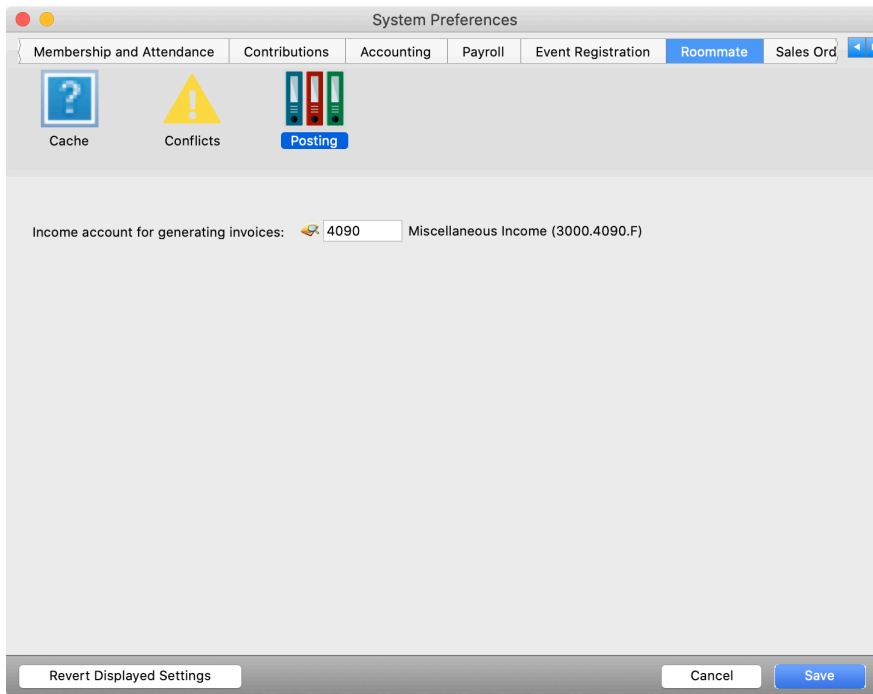 System Preferences
Membership and Attendance Contributions Accounting Payroll Event Registration Roommate Sales Ord
Cache Conflicts Posting
Income account for generating invoices: 4090 Miscellaneous Income (3000.4090.F)
Revert Displayed Settings Cancel Save